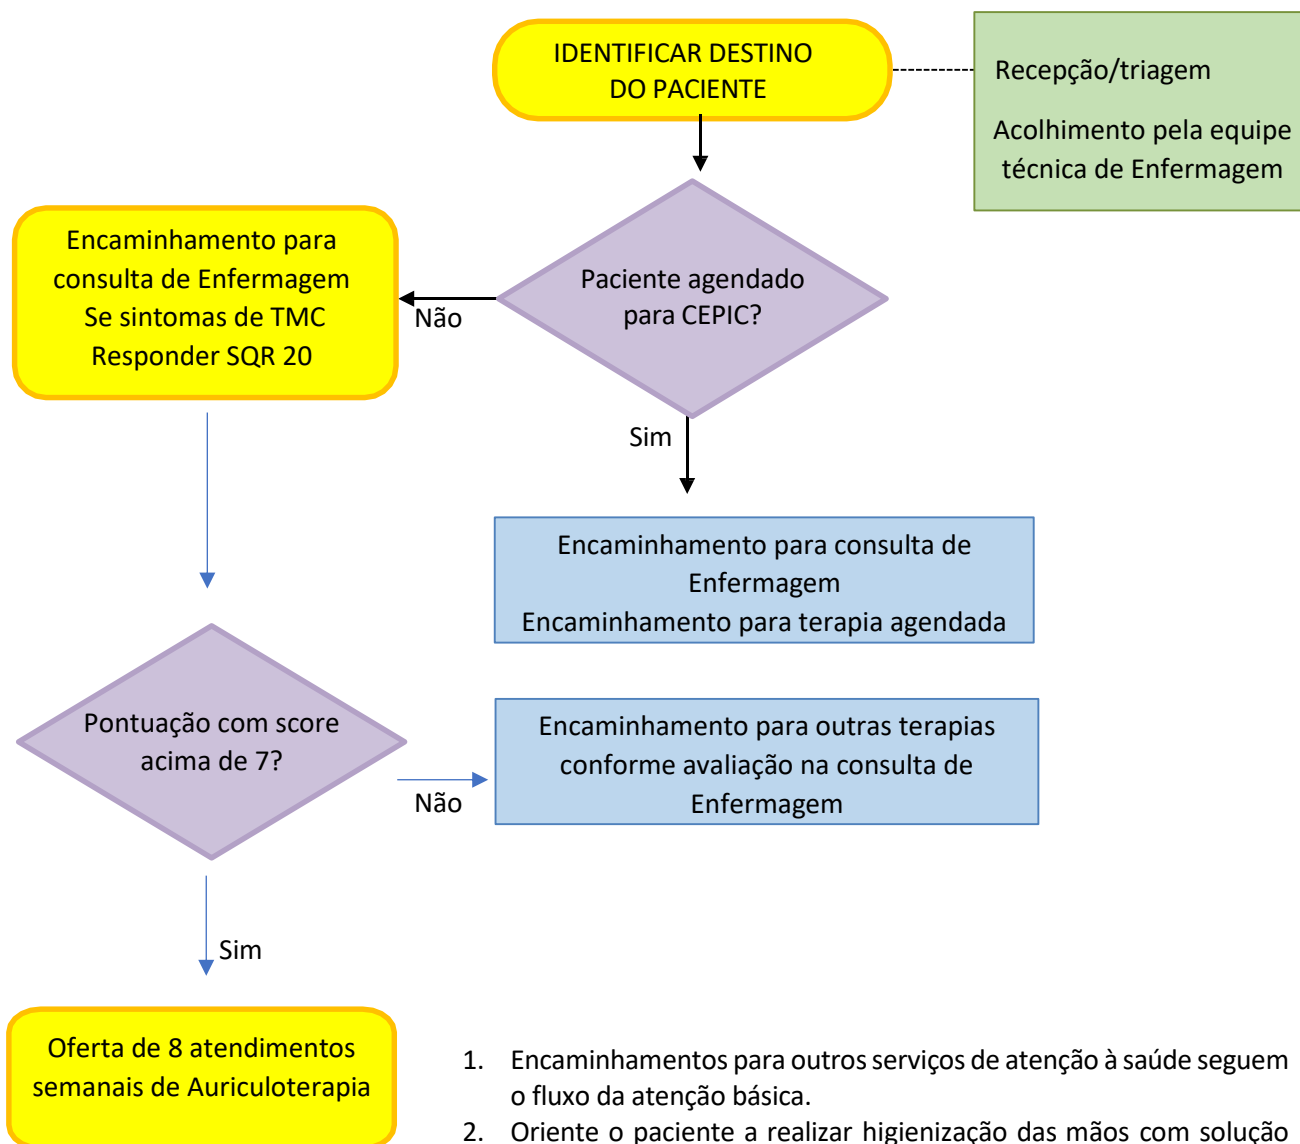 IDENTIFICAR DESTINO
DO PACIENTE
Recepção/triagem
Acolhimento pela equipe
técnica de Enfermagem
Paciente agendado
para CEPIC?
Não
Encaminhamento para
consulta de Enfermagem
Se sintomas de TMC
Responder SQR 20
Sim
Encaminhamento para consulta de
Enfermagem
Encaminhamento para terapia agendada
Pontuação com score
acima de 7?
Não
Encaminhamento para outras terapias
conforme avaliação na consulta de
Enfermagem
Sim
Oferta de 8 atendimentos
semanais de Auriculoterapia
1. Encaminhamentos para outros serviços de atenção à saúde seguem
o fluxo da atenção básica.
2. Oriente o paciente a realizar higienização das mãos com solução